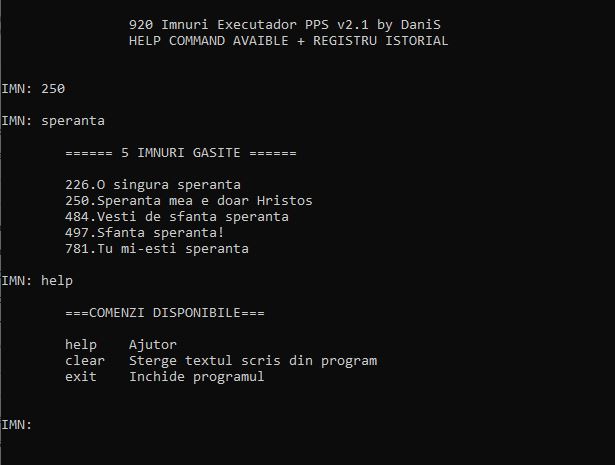 920 Imnuri Executador PPS v2.1 by DaniS
HELP COMMAND AVAIBLE + REGISTRU ISTORIAL
IMN: 250
IMN: speranta
====== 5 IMNURI GASITE ======
226.O singura speranta
250.Speranta mea e doar Hristos
484.Vesti de sfanta speranta
497.Sfanta speranta!
781.Tu mi-esti speranta
IMN: help
===COMENZI DISPONIBILE===
help Ajutor
clear Sterge textul scris din program
exit Inchide programul
IMN: